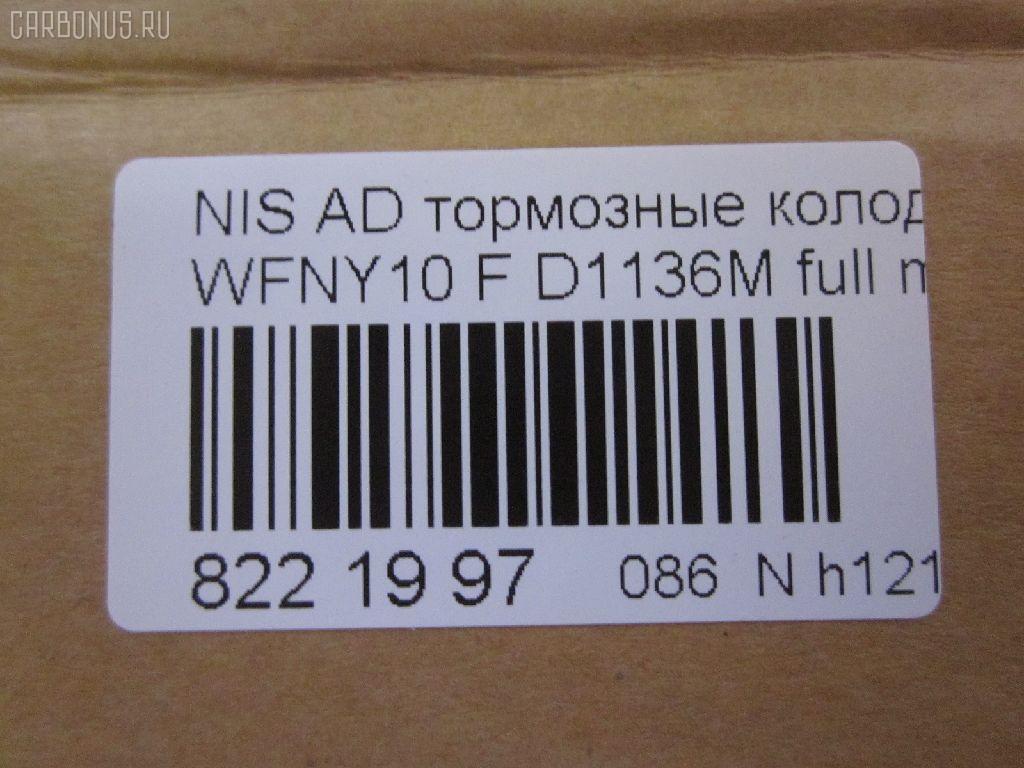 CARBONUS.RU
NIS AD тормозные колод
WFNY10 F D1136M full
822 19 97 086 N h121